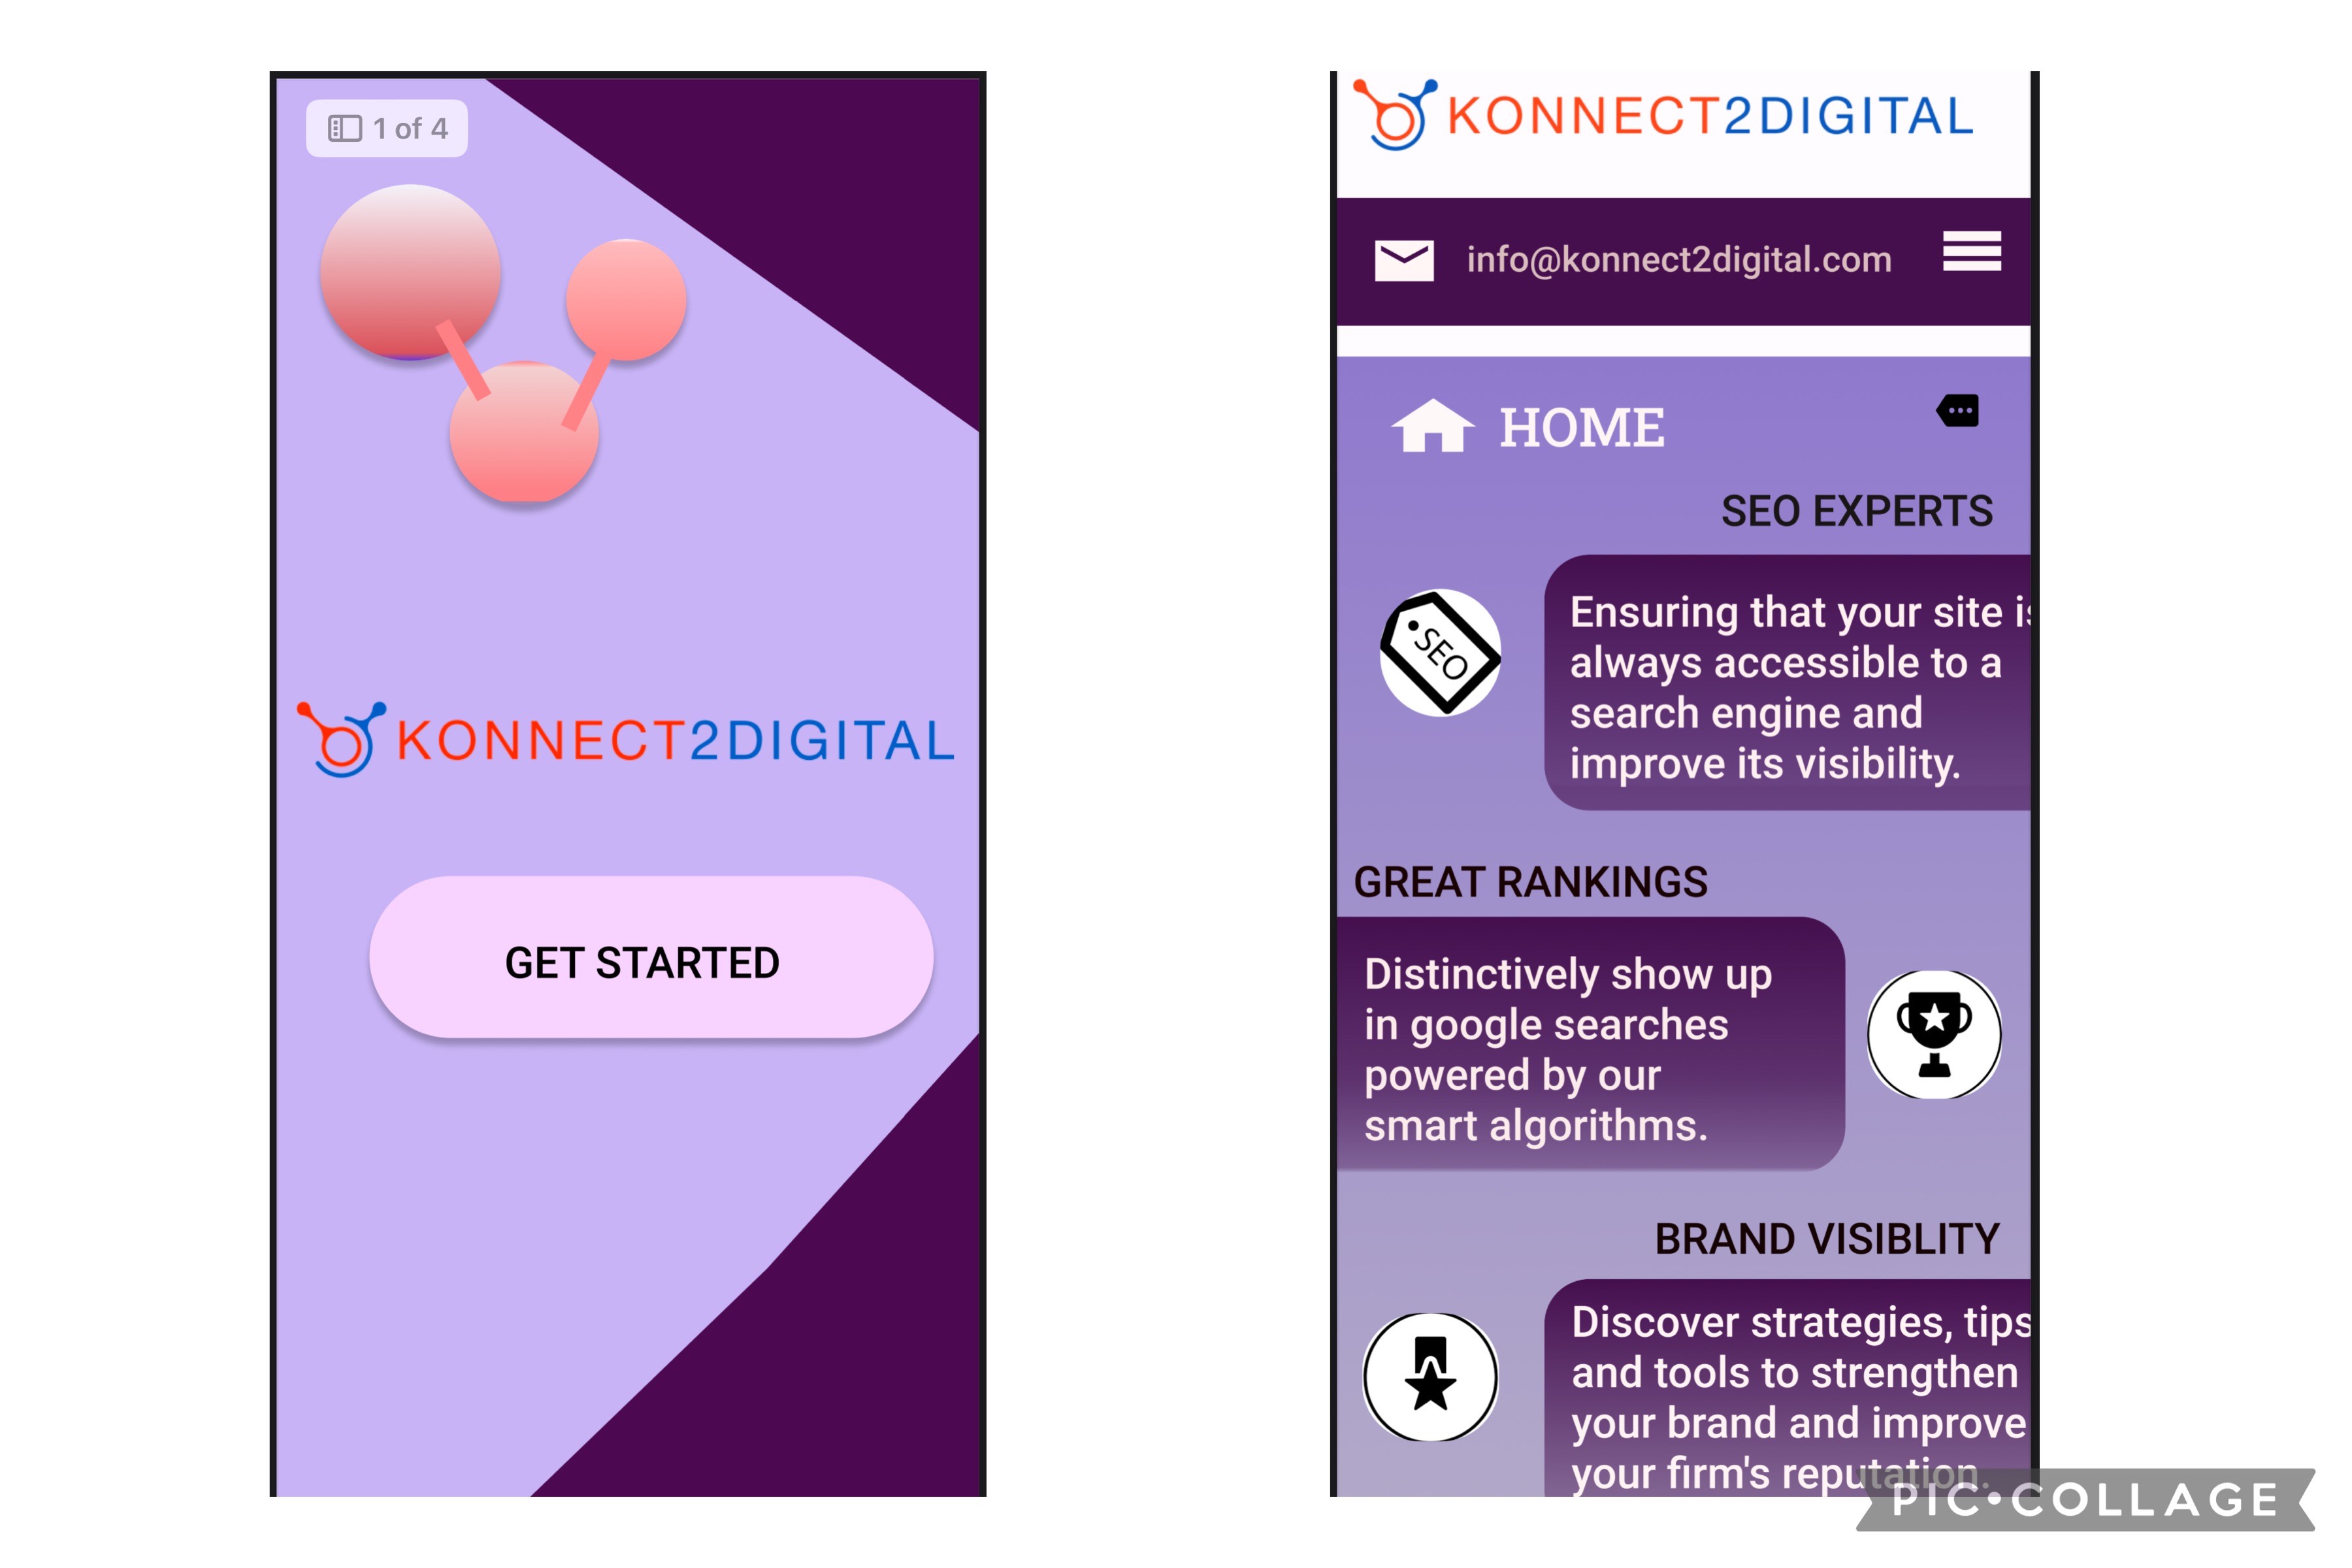 1 of 4
KONNECT2DIGITAL
GET STARTED
KONNECT2DIGITAL
info@konnect2digital.com
HOME
SEO EXPERTS
SEO
Ensuring that your site is
always accessible to a
search engine and
improve its visibility.
GREAT RANKINGS
Distinctively show up
in google searches
powered by our
smart algorithms.
BRAND VISIBLITY
Discover strategies, tips
and tools to strengthen
your brand and improve
your firm's reputation.
PIC•COLLAGE